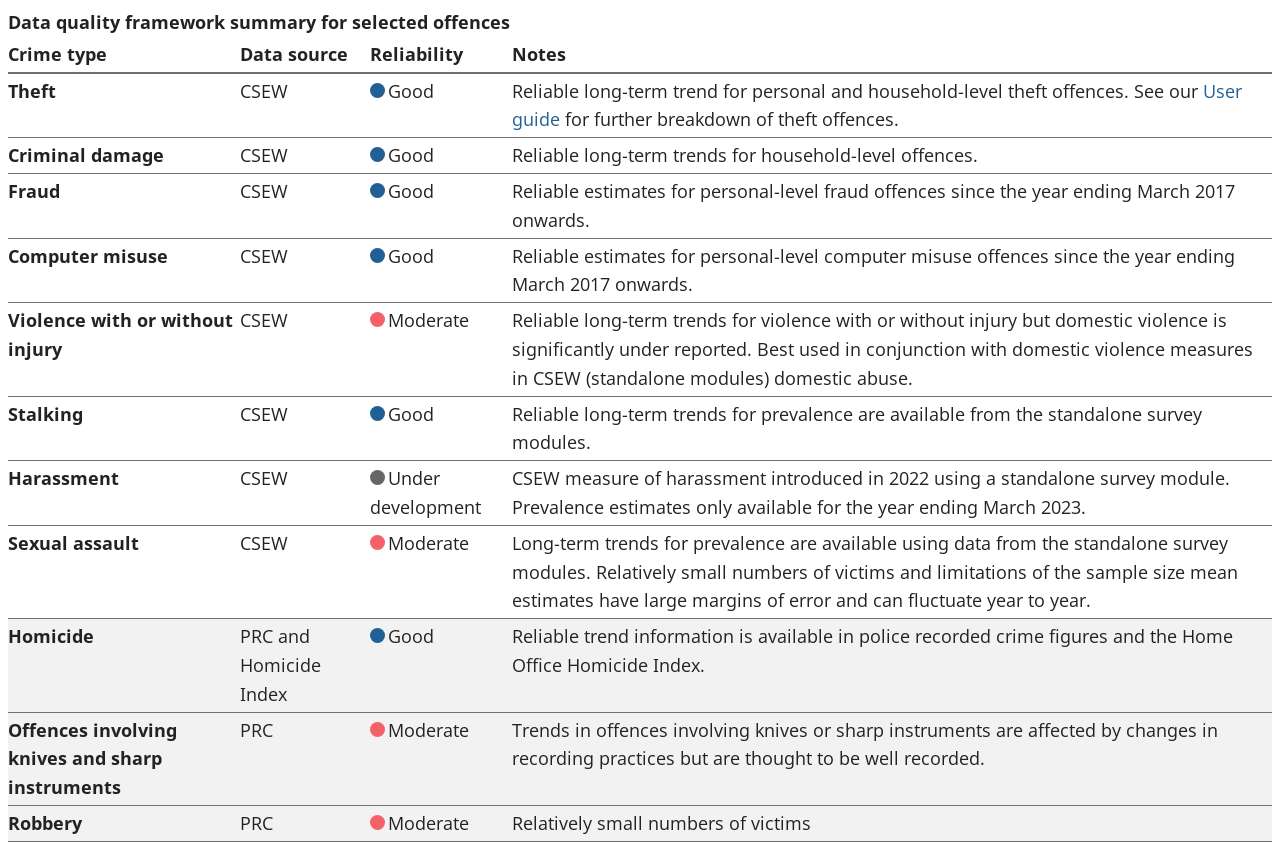 Data quality framework summary for selected offences
Crime type Data source Reliability Notes
Theft CSEW Good Reliable long-term trend for personal and household-level theft offences. See our User
guide for further breakdown of theft offences.
Criminal damage CSEW Good Reliable long-term trends for household-level offences.
Fraud CSEW Good Reliable estimates for personal-level fraud offences since the year ending March 2017
onwards.
Computer misuse CSEW Good Reliable estimates for personal-level computer misuse offences since the year ending
March 2017 onwards.
Violence with or without CSEW Moderate Reliable long-term trends for violence with or without injury but domestic violence is
injury significantly under reported. Best used in conjunction with domestic violence measures
in CSEW (standalone modules) domestic abuse.
Stalking CSEW Good Reliable long-term trends for prevalence are available from the standalone survey
modules.
Harassment CSEW Under CSEW measure of harassment introduced in 2022 using a standalone survey module.
development Prevalence estimates only available for the year ending March 2023.
Sexual assault CSEW Moderate Long-term trends for prevalence are available using data from the standalone survey
modules. Relatively small numbers of victims and limitations of the sample size mean
estimates have large margins of error and can fluctuate year to year.
Homicide PRC and Good Reliable trend information is available in police recorded crime figures and the Home
Homicide Office Homicide Index.
Index
Offences involving PRC Moderate Trends in offences involving knives or sharp instruments are affected by changes in
knives and sharp recording practices but are thought to be well recorded.
instruments
Robbery PRC Moderate Relatively small numbers of victims